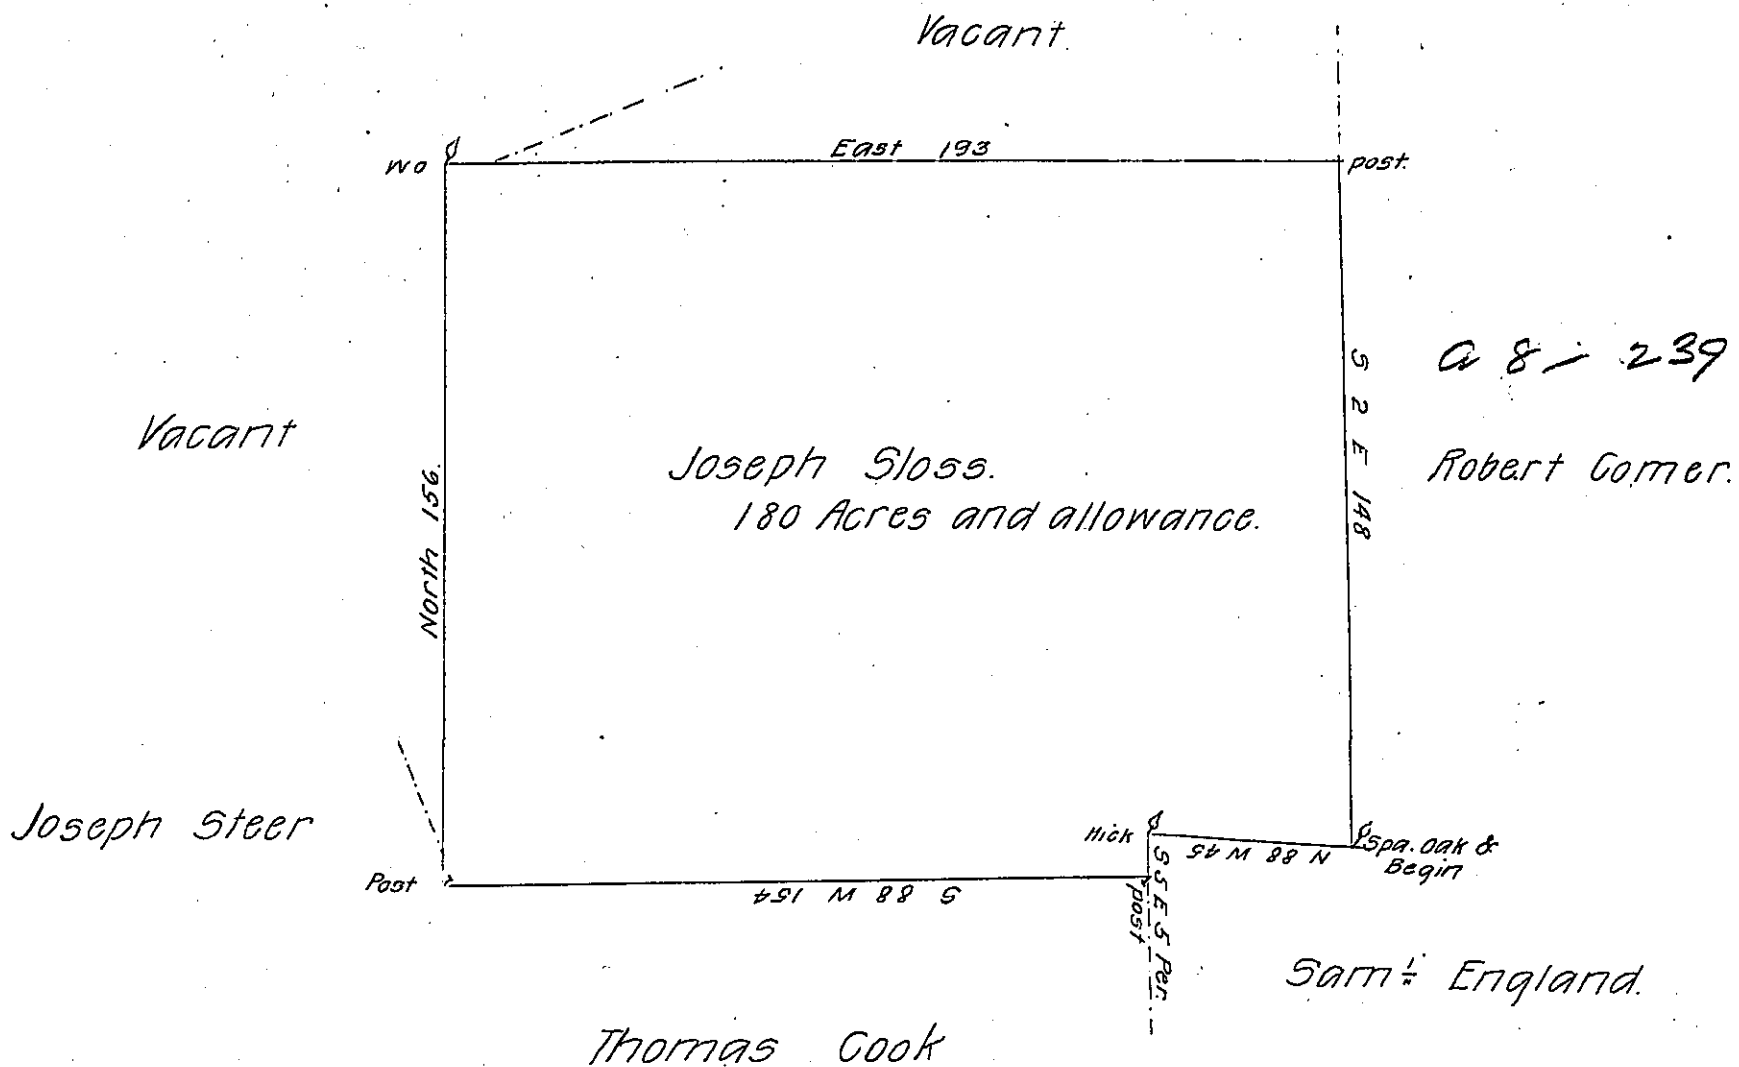 Vacant.
East 193
Wo
post.
a 8 - 239
S 2 E 148
Vacant
Robert Comer.
Joseph Sloss.
180 Acres and allowance.
North 156.
Joseph Steer
Hick
N 88 W 45
Spa. Oak &
Begin
Post
S 88 W 154
S 5 E 5 Per.
post
Sam'l England.
Thomas Cook